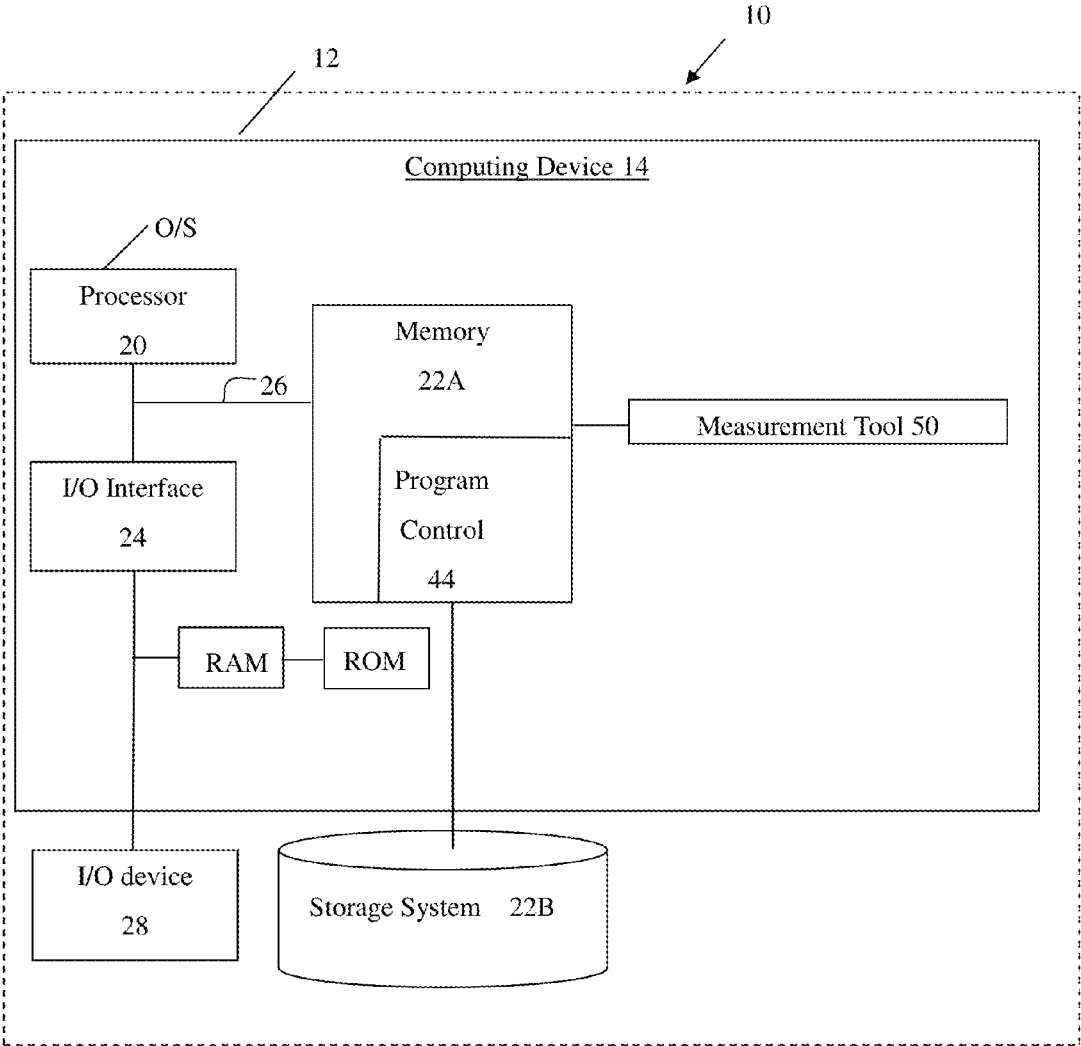 10
12
Computing Device 14
O/S
Processor
20
Memory
22A
26
Measurement Tool 50
I/O Interface
24
Program
Control
44
RAM
ROM
I/O device
28
Storage System 22B